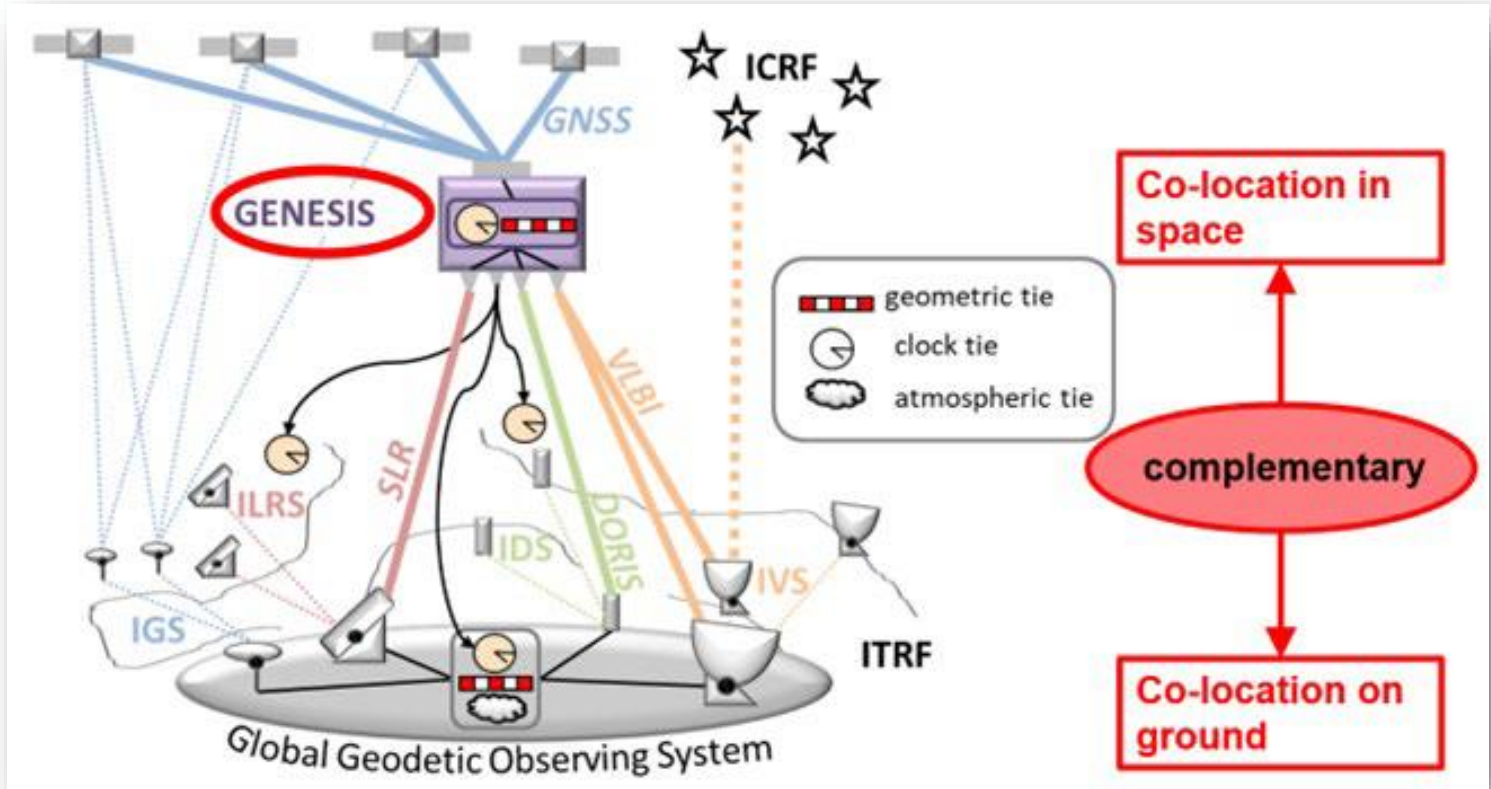 ICRF
GNSS
GENESIS
Co-location in
space
geometric tie
clock tie
atmospheric tie
VLBI
SLR
complementary
ILRS
DORIS
IDS
IVS
IGS
ITRF
Co-location on
ground
Global Geodetic Observing System